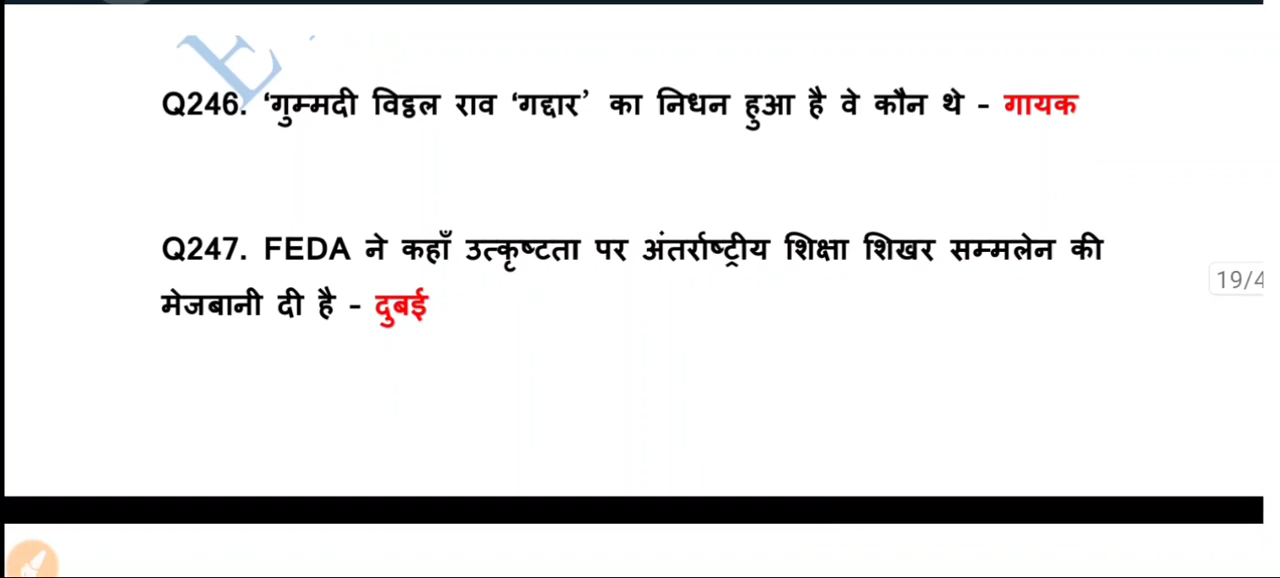 Q246. ‘गुम्मदी विट्ठल राव ‘गद्दार’ का निधन हुआ है वे कौन थे - गायक
Q247. FEDA ने कहाँ उत्कृष्टता पर अंतर्राष्ट्रीय शिक्षा शिखर सम्मलेन की
19/4
मेजबानी दी है - दुबई